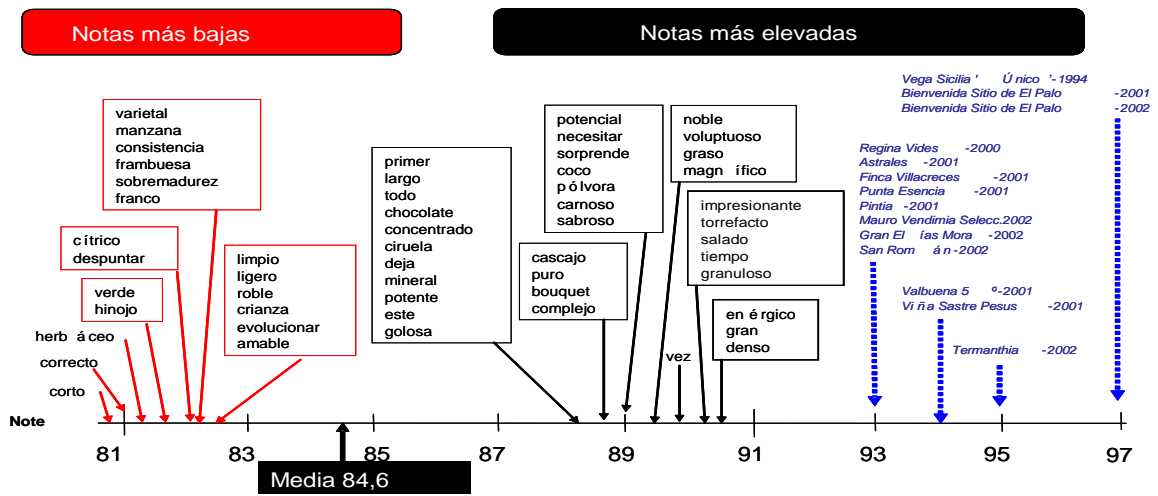 Notas más bajas
Notas más elevadas
Vega Sicilia ' Único '-1994
Bienvenida Sitio de El Palo -2001
Bienvenida Sitio de El Palo -2002
varietal
manzana
consistencia
frambuesa
sobremadurez
franco
potencial
necesitar
sorprende
coco
pólvora
carnoso
sabroso
noble
voluptuoso
graso
magnífico
Regina Vides -2000
Astrales -2001
Finca Villacreces -2001
Punta Esencia -2001
Pintia -2001
Mauro Vendimia Selecc.2002
Gran Elías Mora -2002
San Román-2002
primer
largo
todo
chocolate
concentrado
ciruela
deja
mineral
potente
este
golosa
impresionante
torrefacto
salado
tiempo
granuloso
cítrico
despuntar
limpio
ligero
roble
crianza
evolucionar
amable
cascajo
puro
bouquet
complejo
verde
hinojo
Valbuena 5 º-2001
Viña Sastre Pesus -2001
enérgico
gran
denso
herbáceo
correcto
corto
vez
Termanthia -2002
Note
81 83 85 87 89 91 93 95 97
Media 84,6